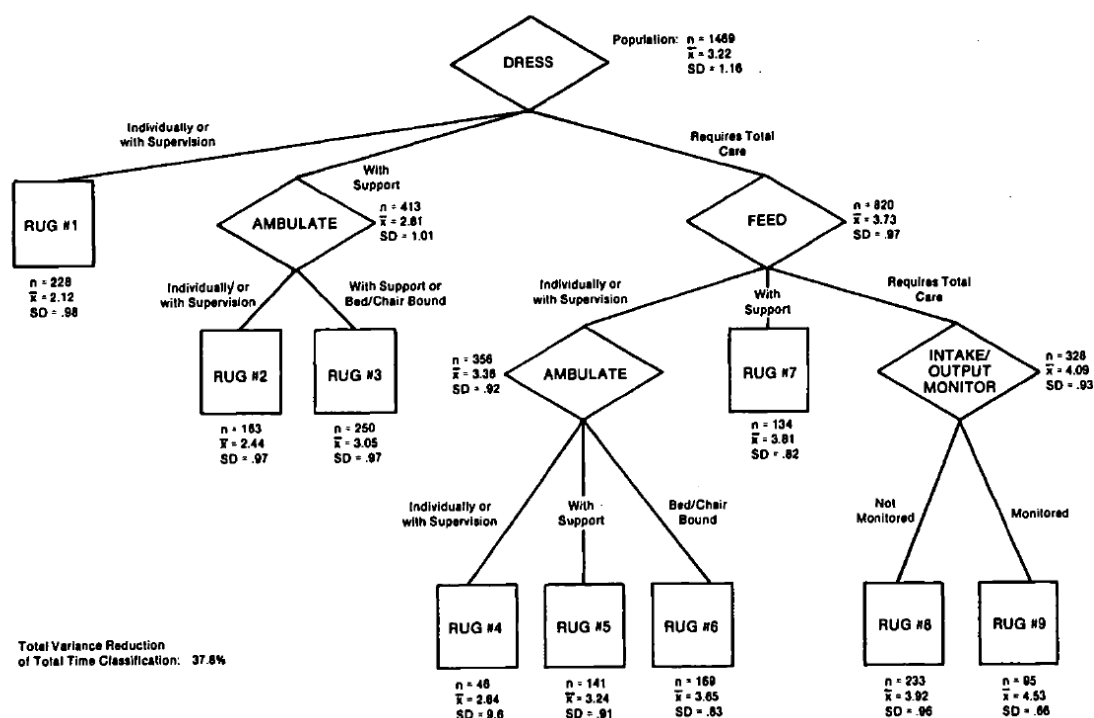 DRESS
Population: n = 1469
x̄ = 3.22
SD = 1.16
Individually or
with Supervision
With
Support
Requires Total
Care
RUG #1
n = 228
x̄ = 2.12
SD = .98
AMBULATE
n = 413
x̄ = 2.81
SD = 1.01
FEED
n = 820
x̄ = 3.73
SD = .97
Individually or
with Supervision
With Support or
Bed/Chair Bound
RUG #2
n = 163
x̄ = 2.44
SD = .97
RUG #3
n = 250
x̄ = 3.05
SD = .97
Individually or
with Supervision
With
Support
Requires Total
Care
AMBULATE
n = 356
x̄ = 3.38
SD = .92
RUG #7
n = 134
x̄ = 3.81
SD = .82
INTAKE/
OUTPUT
MONITOR
n = 328
x̄ = 4.09
SD = .93
Individually or
with Supervision
With
Support
Bed/Chair
Bound
Not
Monitored
Monitored
RUG #4
n = 46
x̄ = 2.84
SD = 9.6
RUG #5
n = 141
x̄ = 3.24
SD = .91
RUG #6
n = 169
x̄ = 3.65
SD = .83
RUG #8
n = 233
x̄ = 3.92
SD = .96
RUG #9
n = 95
x̄ = 4.53
SD = .66
Total Variance Reduction
of Total Time Classification: 37.8%